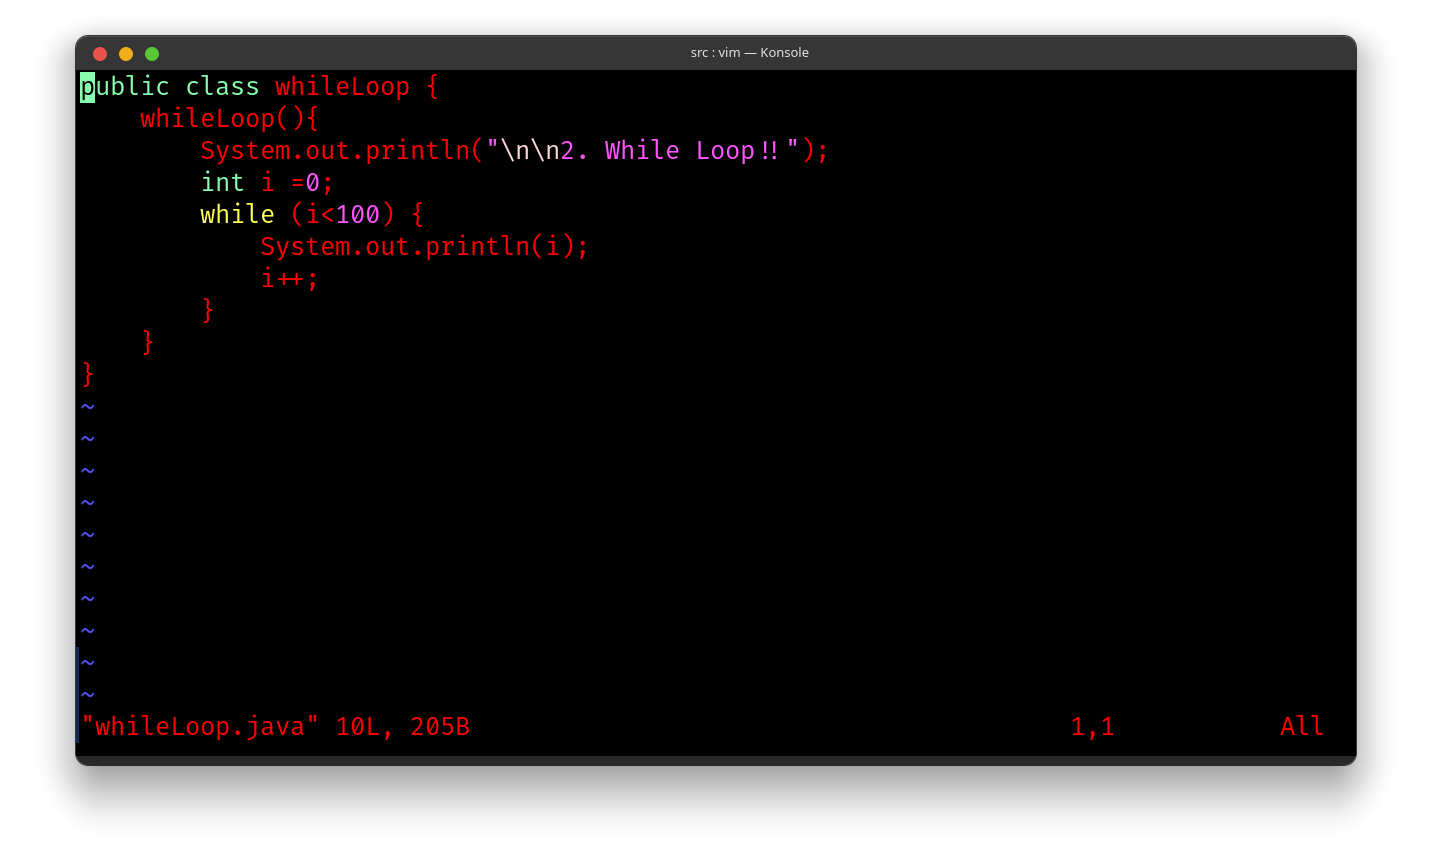 src : vim — Konsole
public class whileLoop {
    whileLoop(){
        System.out.println("\n\n2. While Loop!!");
        int i =0;
        while (i<100) {
            System.out.println(i);
            i++;
        }
    }
}
~
~
~
~
~
~
~
~
~
~
"whileLoop.java" 10L, 205B 1,1 All